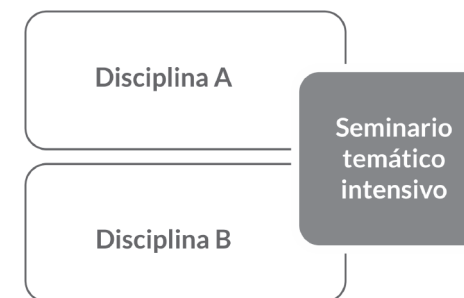 Disciplina A
Seminario
temático
intensivo
Disciplina B